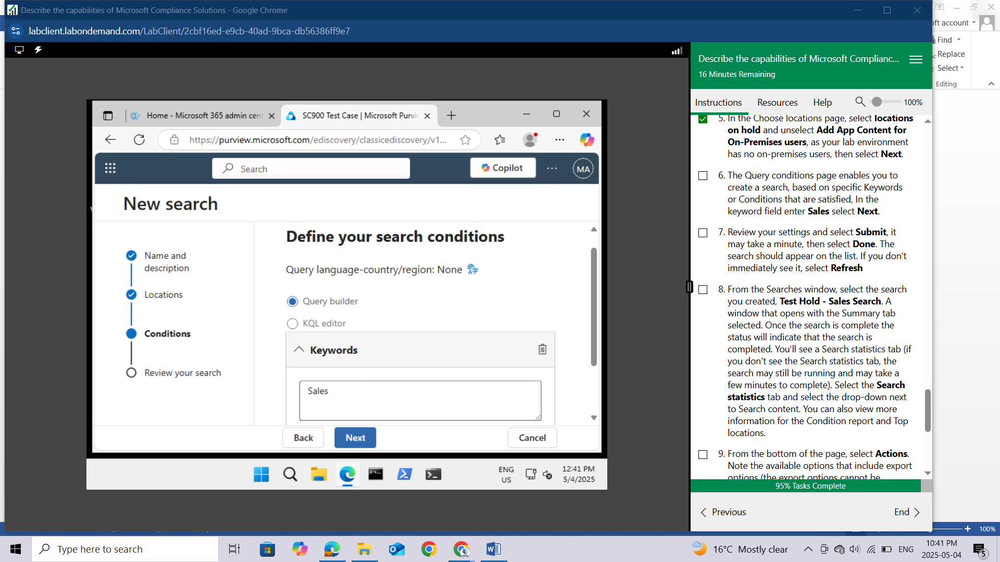 Describe the capabilities of Microsoft Compliance Solutions - Google Chrome
labclient.labondemand.com/LabClient/2cbf16ed-e9cb-40ad-9bca-db56386ff9e7
account
Find
Replace
Select
Editing
Describe the capabilities of Microsoft Complianc...
16 Minutes Remaining
Instructions Resources Help 100%
5. In the Choose locations page, select locations
on hold and unselect Add App Content for
On-Premises users, as your lab environment
has no on-premises users, then select Next.
6. The Query conditions page enables you to
create a search, based on specific Keywords
or Conditions that are satisfied, In the
keyword field enter Sales select Next.
7. Review your settings and select Submit, it
may take a minute, then select Done. The
search should appear on the list. If you don't
immediately see it, select Refresh
8. From the Searches window, select the search
you created, Test Hold - Sales Search. A
window that opens with the Summary tab
selected. Once the search is complete the
status will indicate that the search is
completed. You'll see a Search statistics tab (if
you don't see the Search statistics tab, the
search may still be running and may take a
few minutes to complete). Select the Search
statistics tab and select the drop-down next
to Search content. You can also view more
information for the Condition report and Top
locations.
9. From the bottom of the page, select Actions.
Note the available options that include export
options (the export options cannot be
95% Tasks Complete
Previous End
Home - Microsoft 365 admin cent
SC900 Test Case | Microsoft Purvie
https://purview.microsoft.com/ediscovery/classicediscovery/v1...
Search
Copilot
MA
New search
Name and
description
Locations
Conditions
Review your search
Define your search conditions
Query language-country/region: None
Query builder
KQL editor
Keywords
Sales
Back Next Cancel
ENG
US
12:41 PM
5/4/2025
100%
Type here to search
16°C Mostly clear
ENG
10:41 PM
2025-05-04
5